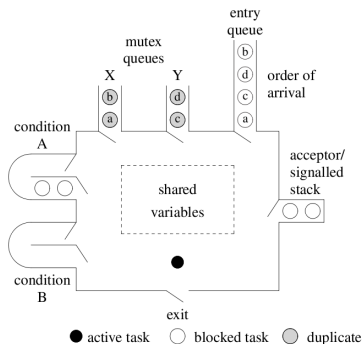 entry
queue
mutex
queues
X
Y
b
d
order of
arrival
b
d
c
a
c
a
condition
A
acceptor/
signalled
stack
shared
variables
condition
B
exit
active task
blocked task
duplicate